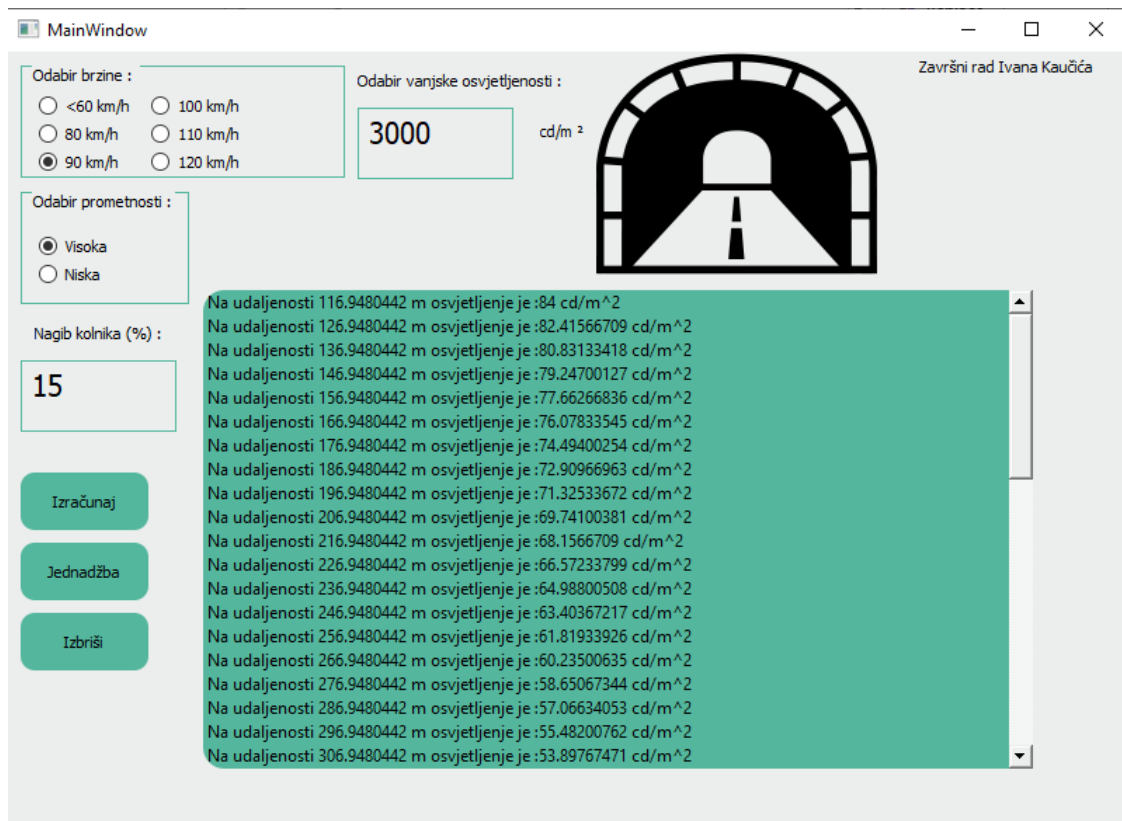 MainWindow
Završni rad Ivana Kaučića
Odabir brzine :
<60 km/h
100 km/h
80 km/h
110 km/h
90 km/h
120 km/h
Odabir vanjske osvjetljenosti :
3000
cd/m ²
Odabir prometnosti :
Visoka
Niska
Nagib kolnika (%) :
15
Izračunaj
Jednadžba
Izbriši
Na udaljenosti 116.9480442 m osvjetljenje je :84 cd/m^2
Na udaljenosti 126.9480442 m osvjetljenje je :82.41566709 cd/m^2
Na udaljenosti 136.9480442 m osvjetljenje je :80.83133418 cd/m^2
Na udaljenosti 146.9480442 m osvjetljenje je :79.24700127 cd/m^2
Na udaljenosti 156.9480442 m osvjetljenje je :77.66266836 cd/m^2
Na udaljenosti 166.9480442 m osvjetljenje je :76.07833545 cd/m^2
Na udaljenosti 176.9480442 m osvjetljenje je :74.49400254 cd/m^2
Na udaljenosti 186.9480442 m osvjetljenje je :72.90966963 cd/m^2
Na udaljenosti 196.9480442 m osvjetljenje je :71.32533672 cd/m^2
Na udaljenosti 206.9480442 m osvjetljenje je :69.74100381 cd/m^2
Na udaljenosti 216.9480442 m osvjetljenje je :68.1566709 cd/m^2
Na udaljenosti 226.9480442 m osvjetljenje je :66.57233799 cd/m^2
Na udaljenosti 236.9480442 m osvjetljenje je :64.98800508 cd/m^2
Na udaljenosti 246.9480442 m osvjetljenje je :63.40367217 cd/m^2
Na udaljenosti 256.9480442 m osvjetljenje je :61.81933926 cd/m^2
Na udaljenosti 266.9480442 m osvjetljenje je :60.23500635 cd/m^2
Na udaljenosti 276.9480442 m osvjetljenje je :58.65067344 cd/m^2
Na udaljenosti 286.9480442 m osvjetljenje je :57.06634053 cd/m^2
Na udaljenosti 296.9480442 m osvjetljenje je :55.48200762 cd/m^2
Na udaljenosti 306.9480442 m osvjetljenje je :53.89767471 cd/m^2